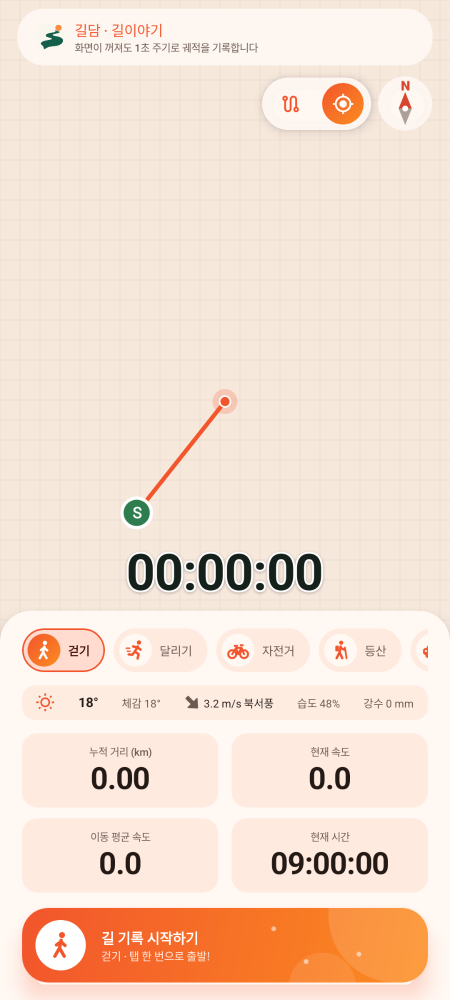 길담 · 길이야기
화면이 꺼져도 1초 주기로 궤적을 기록합니다
N
S
00:00:00
걷기 달리기 자전거 등산
18° 체감 18° 3.2 m/s 북서풍 습도 48% 강수 0 mm
누적 거리 (km) 현재 속도
0.00 0.0
이동 평균 속도 현재 시간
0.0 09:00:00
길 기록 시작하기
걷기 · 탭 한 번으로 출발!